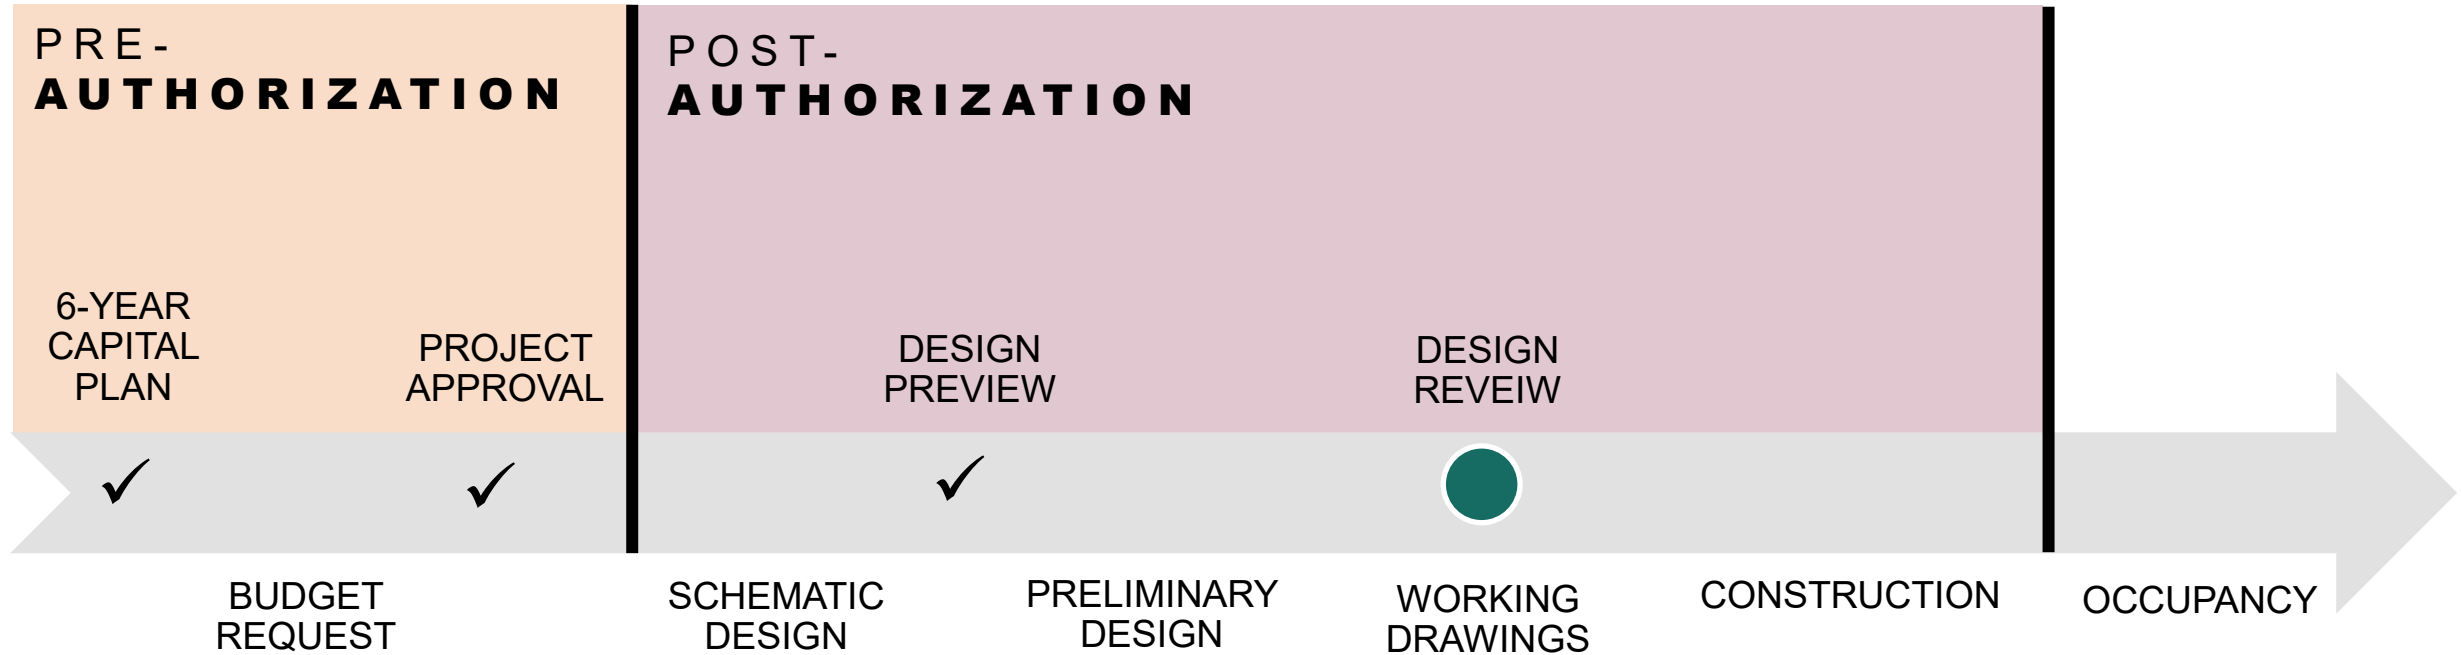 PRE-
AUTHORIZATION
POST-
AUTHORIZATION
6-YEAR
CAPITAL
PLAN
PROJECT
APPROVAL
DESIGN
PREVIEW
DESIGN
REVEIW
BUDGET
REQUEST
SCHEMATIC
DESIGN
PRELIMINARY
DESIGN
WORKING
DRAWINGS
CONSTRUCTION
OCCUPANCY